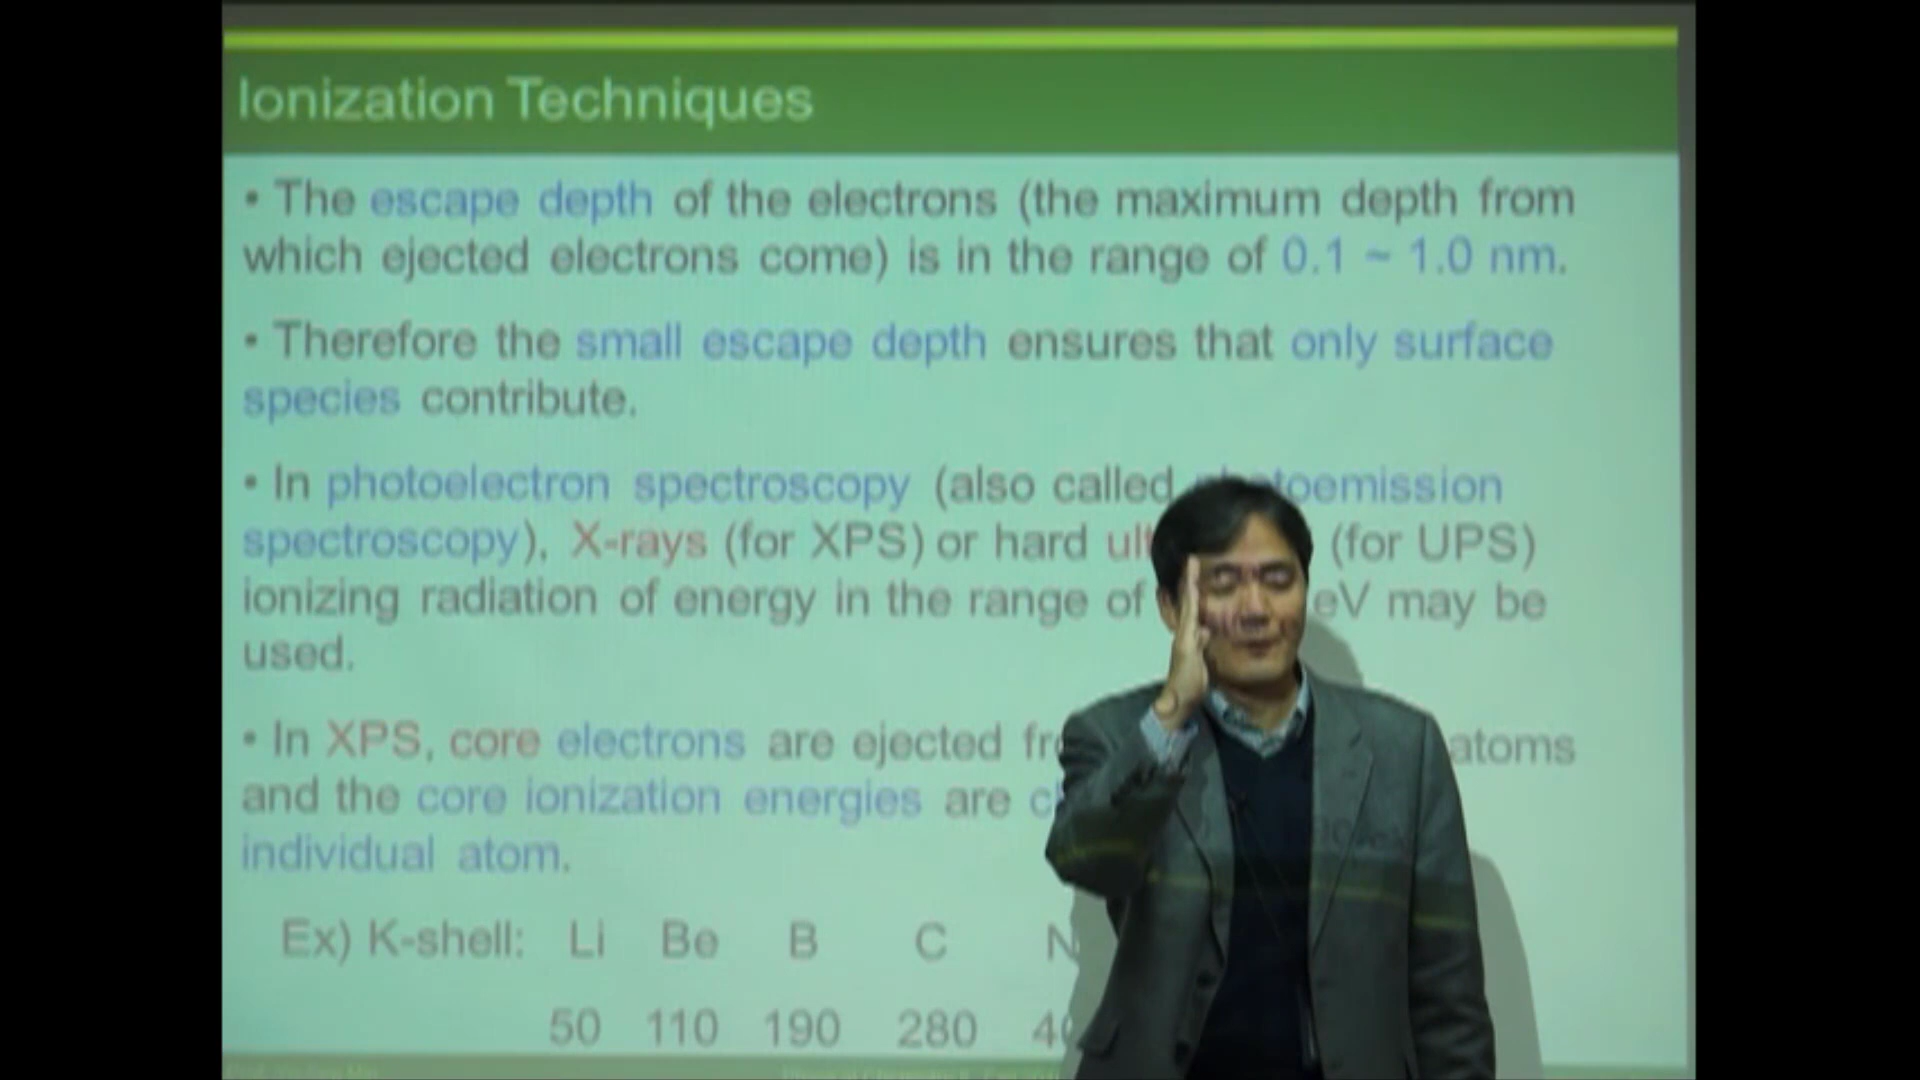 Ionization Techniques
• The escape depth of the electrons (the maximum depth from
which ejected electrons come) is in the range of 0.1 ~ 1.0 nm.
• Therefore the small escape depth ensures that only surface
species contribute.
• In photoelectron spectroscopy (also called
spectroscopy), X-rays (for XPS) or hard (for UPS)
ionizing radiation of energy in the range of eV may be
used.
• In XPS, core electrons are ejected atoms
and the core ionization energies are
individual atom.
Ex) K-shell: Li Be B C N
50 110 190 280